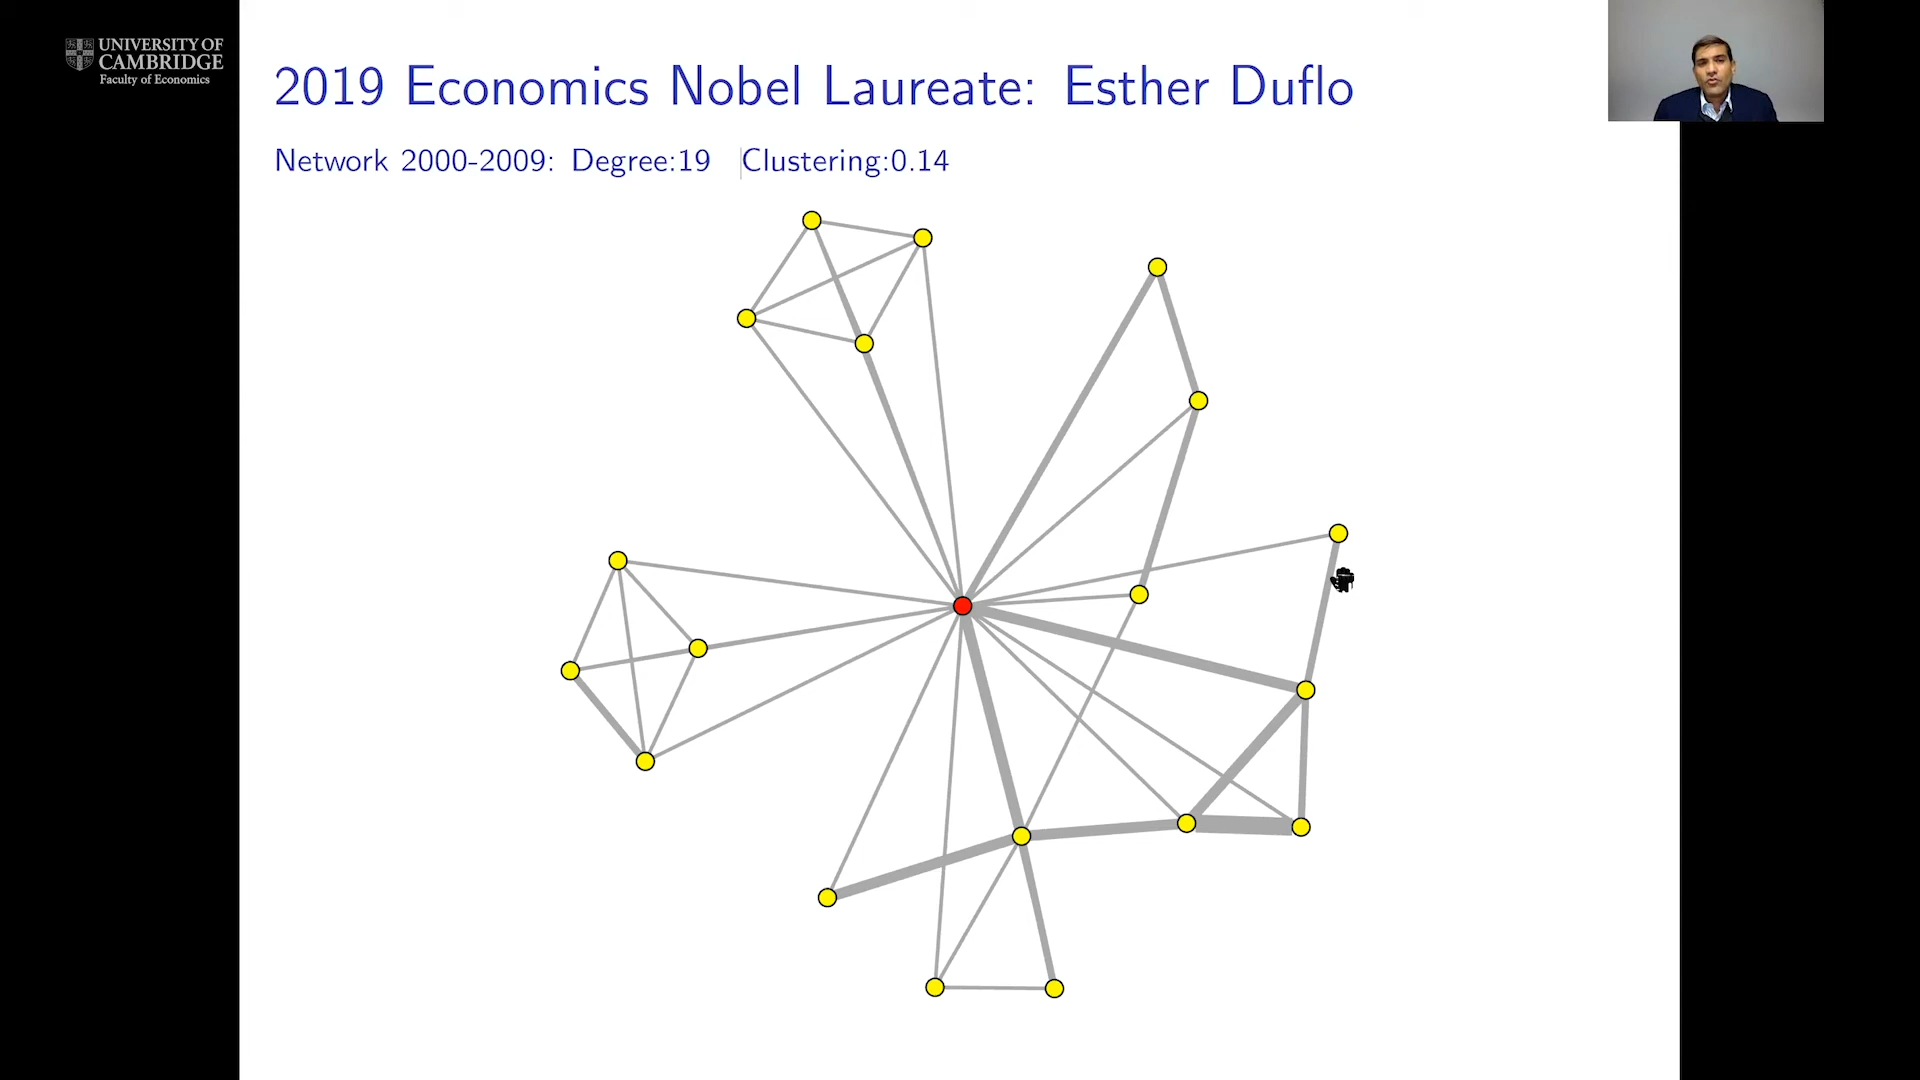 UNIVERSITY OF
CAMBRIDGE
Faculty of Economics
2019 Economics Nobel Laureate: Esther Duflo
Network 2000-2009: Degree:19 Clustering:0.14